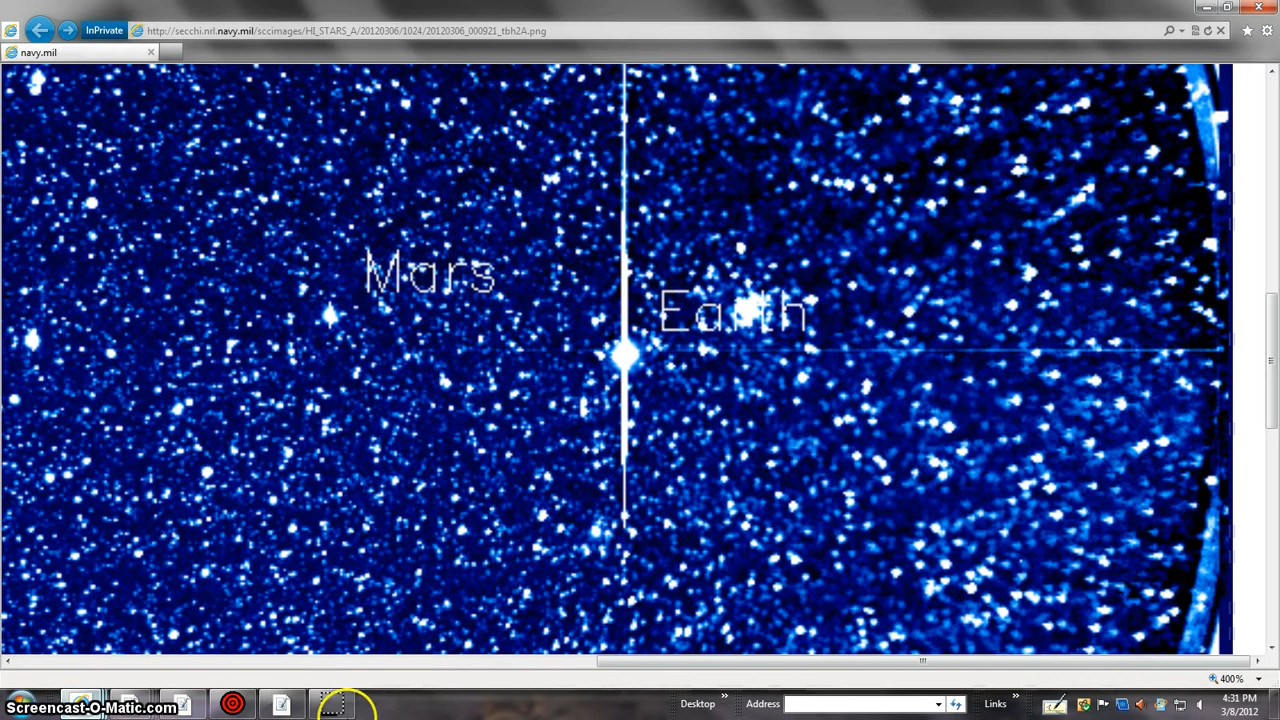 InPrivate
http://secchi.nrl.navy.mil/sccimages/HI_STARS_A/20120306/1024/20120306_000921_tbh2A.png
navy.mil
Mars
Earth
400%
Desktop
Address
Links
4:31 PM
3/8/2012
Screencast-O-Matic.com